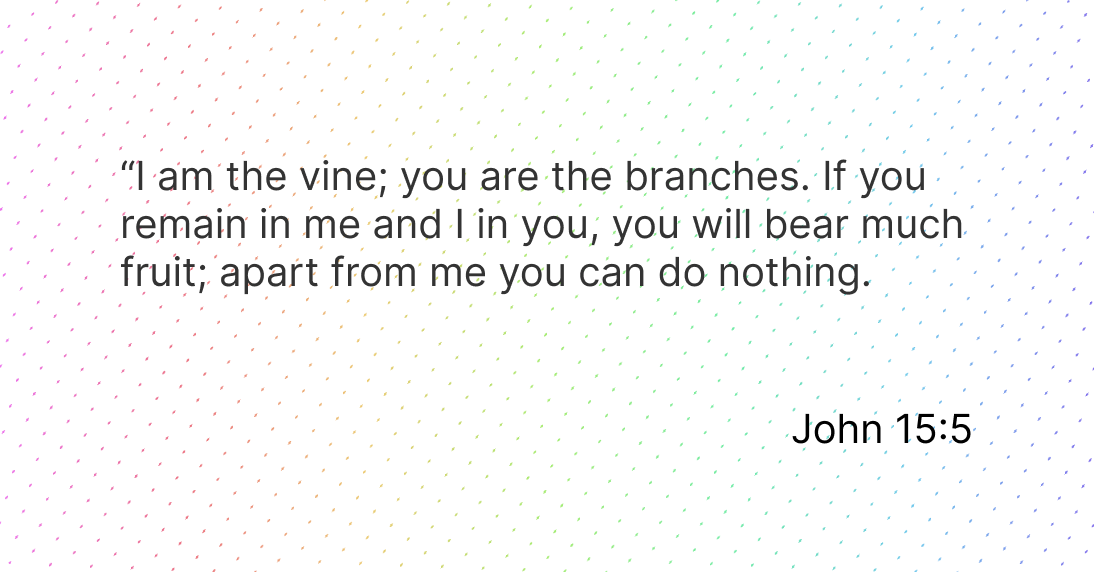 “I am the vine; you are the branches. If you
remain in me and I in you, you will bear much
fruit; apart from me you can do nothing.
John 15:5